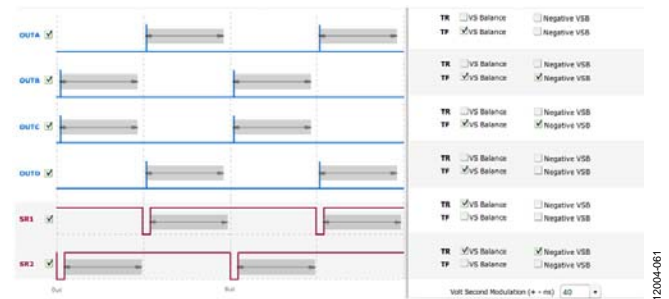 OUTA
TR VS Balance Negative VSB
TF VS Balance Negative VSB
OUTB
TR VS Balance Negative VSB
TF VS Balance Negative VSB
OUTC
TR VS Balance Negative VSB
TF VS Balance Negative VSB
OUTD
TR VS Balance Negative VSB
TF VS Balance Negative VSB
SR1
TR VS Balance Negative VSB
TF VS Balance Negative VSB
SR2
TR VS Balance Negative VSB
TF VS Balance Negative VSB
Volt Second Modulation (+ - ns) 40
12004-061